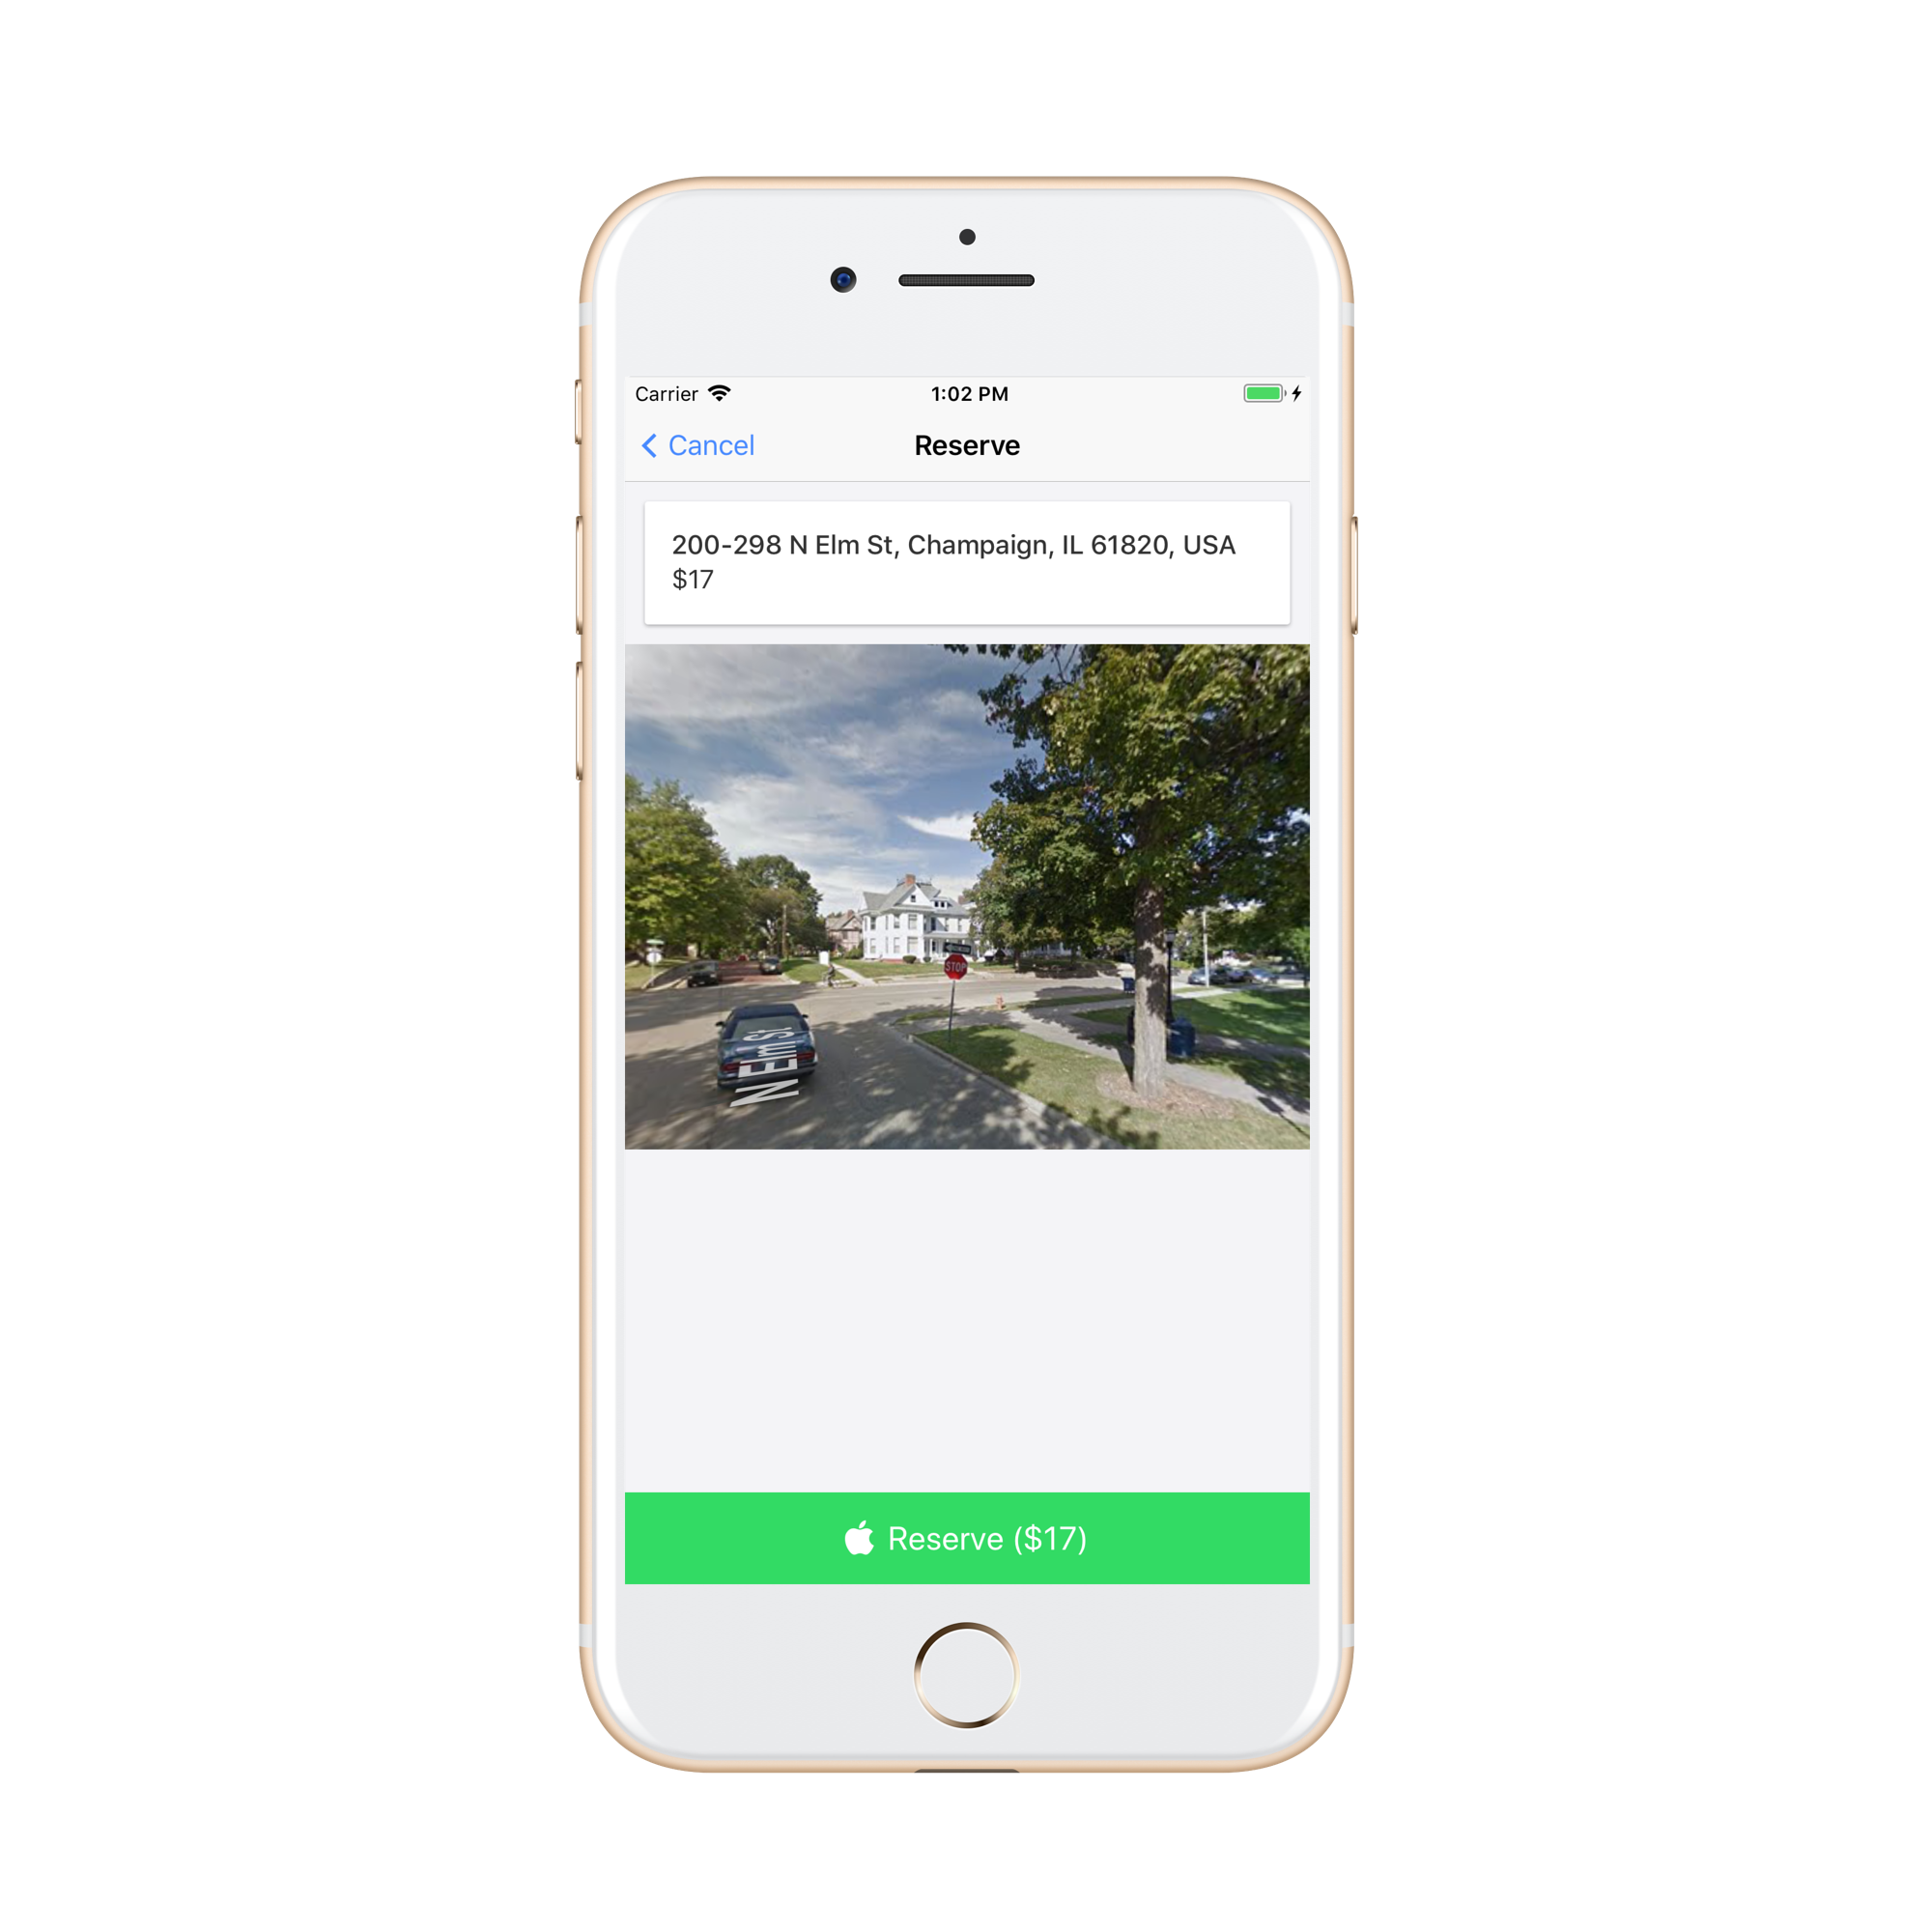 Carrier 1:02 PM
Cancel Reserve
200-298 N Elm St, Champaign, IL 61820, USA
$17
STOP
N Elm St
Reserve ($17)